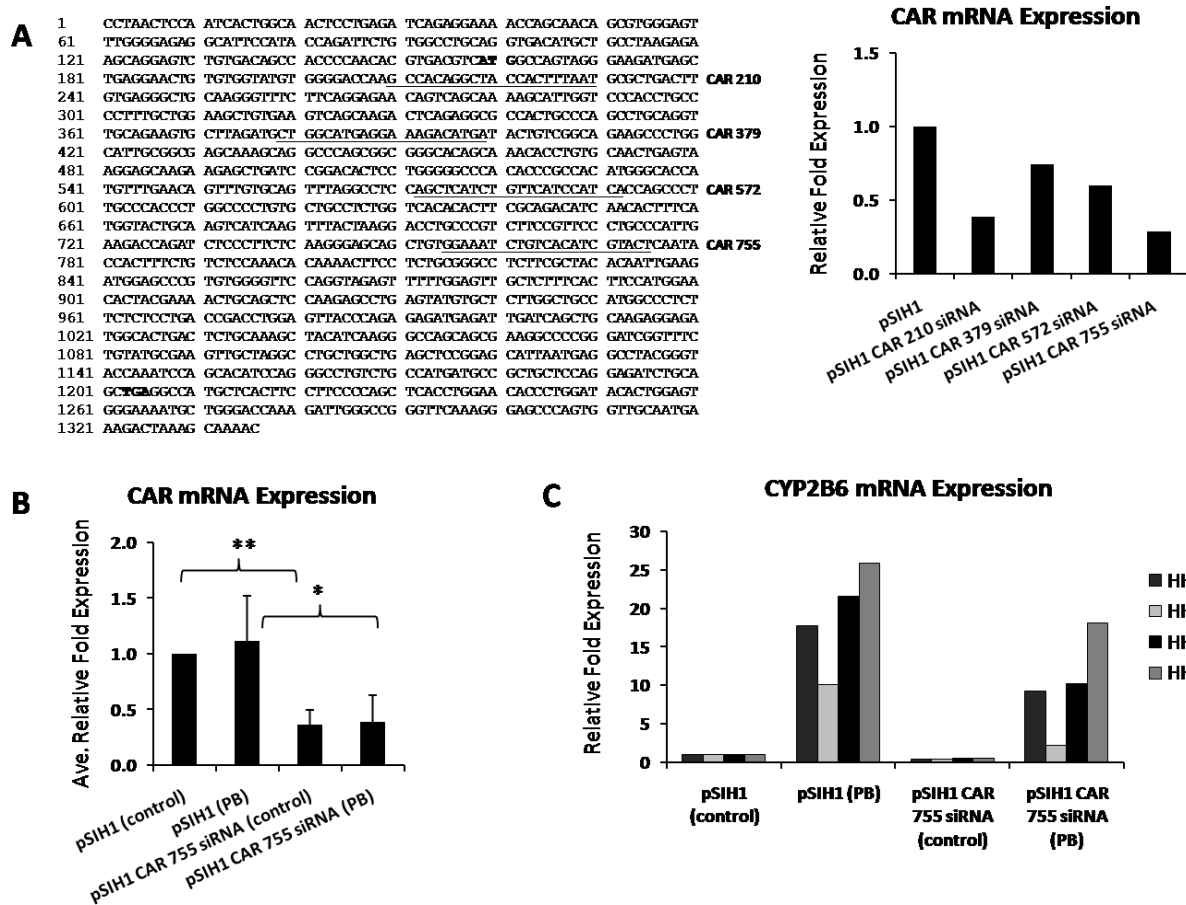 A
1 CCTAACTCCA AATCACTGGCA ACTCCTGAGA TCAGAGGAAA ACCAGCAACA GCGTGGGAGT
61 TTGGGGAGAG GCATTCCATA CCAGATTCTG TGGCCTGCAG GTGACATGCT GCCTAAGAGA
121 AGCAGGAGTC TGTGACAGCC ACCCCAACAC GTGACGTCAT GGCCAGTAGG GAAGATGAGC
181 TGAGGAACTG TGTGGTATGT GGGGACCAAG GCCACAGGCTA CCACTTTAAT GCGCTGACTT CAR 210
241 GTGAGGGCTG CAAGGGTTTC TTCAGGAGAA CAGTCAGCAA AAGCATTGGT CCCACCTGCC
301 CCTTTGCTGG AAGCTGTGAA GTCAGCAAGA CTCAGAGGCG CCACTGCCCA GCCTGCAGGT
361 TGCAGAAGTG CTTAGATGCT GGCATGAGGA AAGACATGAT ACTGTCGGCA GAAGCCCTGG CAR 379
421 CATTGCGGCG AGCAAAGCAG GCCCAGCGGC GGGCACAGCA AACACCTGTG CAACTGAGTA
481 AGGAGCAAGA AGAGCTGATC CGGACACTCC TGGGGGCCCA CACCCGCCAC ATGGGCACCA
541 TGTTTGAACA GTTTGTGCAG TTTAGGCCTC CAGCTCATCT GTTCATCCAT CACCAGCCCT CAR 572
601 TGCCCACCCT GGCCCCTGTG CTGCCTCTGG TCACACACTT CGCAGACATC AACACTTTCA
661 TGGTACTGCA AGTCATCAAG TTTACTAAGG ACCTGCCCGT CTTCCGTTCC CTGCCCATTG
721 AAGACCAGAT CTCCCTTCTC AAGGGAGCAG CTGTGGAAAT CTGTCACATC GTACTCAATA CAR 755
781 CCACTTTCTG TCTCCAAACA CAAAACTTCC TCTGCGGGCC TCTTCGCTAC ACAATTGAAG
841 ATGGAGCCCG TGTGGGGTTC CAGGTAGAGT TTTTGGAGTT GCTCTTTCAC TTCCATGGAA
901 CACTACGAAA ACTGCAGCTC CAAGAGCCTG AGTATGTGCT CTTGGCTGCC ATGGCCCTCT
961 TCTCTCCTGA CCGACCTGGA GTTACCCAGA GAGATGAGAT TGATCAGCTG CAAGAGGAGA
1021 TGGCACTGAC TCTGCAAAGC TACATCAAGG GCCAGCAGCG AAGGCCCCGG GATCGGTTTC
1081 TGTATGCGAA GTTGCTAGGC CTGCTGGCTG AGCTCCGGAG CATTAATGAG GCCTACGGGT
1141 ACCAAATCCA GCACATCCAG GGCCTGTCTG CCATGATGCC GCTGCTCCAG GAGATCTGCA
1201 GCTGAGGCCA TGCTCACTTC CTTCCCCAGC TCACCTGGAA CACCCTGGAT ACACTGGAGT
1261 GGGAAAATGC TGGGACCAAA GATTGGGCCG GGTTCAAAGG GAGCCCAGTG GTTGCAATGA
1321 AAGACTAAAGC CAAAAC
CAR mRNA Expression
Relative Fold Expression
1.0
0.5
0.0
pSIH1
pSIH1 CAR 210 siRNA
pSIH1 CAR 379 siRNA
pSIH1 CAR 572 siRNA
pSIH1 CAR 755 siRNA
B
CAR mRNA Expression
Ave. Relative Fold Expression
2.0
1.5
1.0
0.5
0.0
**
*
pSIH1 (control)
pSIH1 (PB)
pSIH1 CAR 755 siRNA (control)
pSIH1 CAR 755 siRNA (PB)
C
CYP2B6 mRNA Expression
Relative Fold Expression
30
25
20
15
10
5
0
pSIH1
(control)
pSIH1 (PB)
pSIH1 CAR
755 siRNA
(control)
pSIH1 CAR
755 siRNA
(PB)